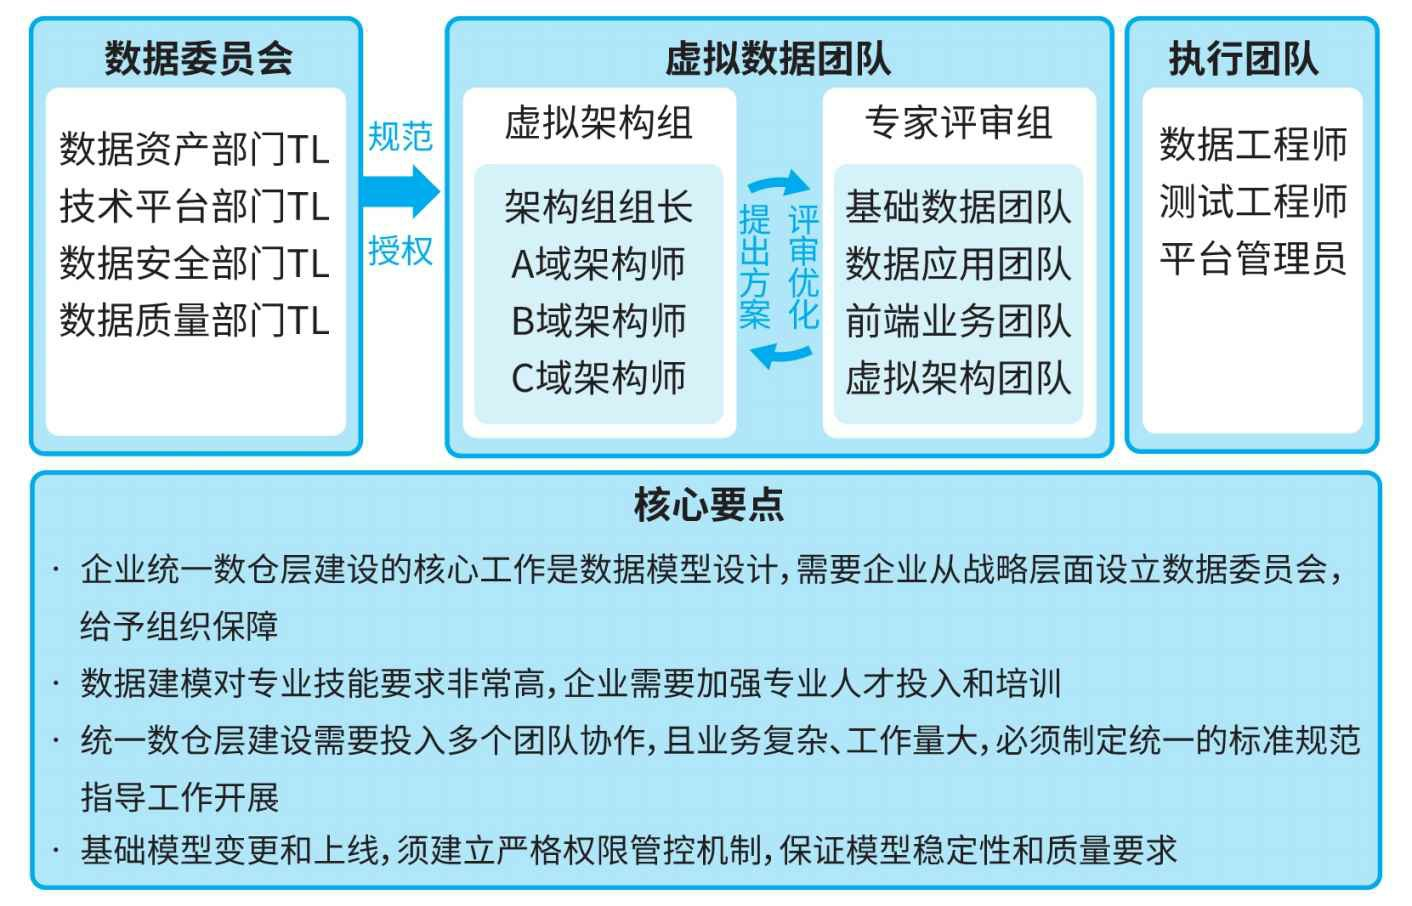 数据委员会
数据资产部门TL
技术平台部门TL
数据安全部门TL
数据质量部门TL
规范
授权
虚拟数据团队
虚拟架构组
架构组组长
A域架构师
B域架构师
C域架构师
提出方案
评审优化
专家评审组
基础数据团队
数据应用团队
前端业务团队
虚拟架构团队
执行团队
数据工程师
测试工程师
平台管理员
核心要点
· 企业统一数仓层建设的核心工作是数据模型设计，需要企业从战略层面设立数据委员会，
给予组织保障
· 数据建模对专业技能要求非常高，企业需要加强专业人才投入和培训
· 统一数仓层建设需要投入多个团队协作，且业务复杂、工作量大，必须制定统一的标准规范
指导工作开展
· 基础模型变更和上线，须建立严格权限管控机制，保证模型稳定性和质量要求